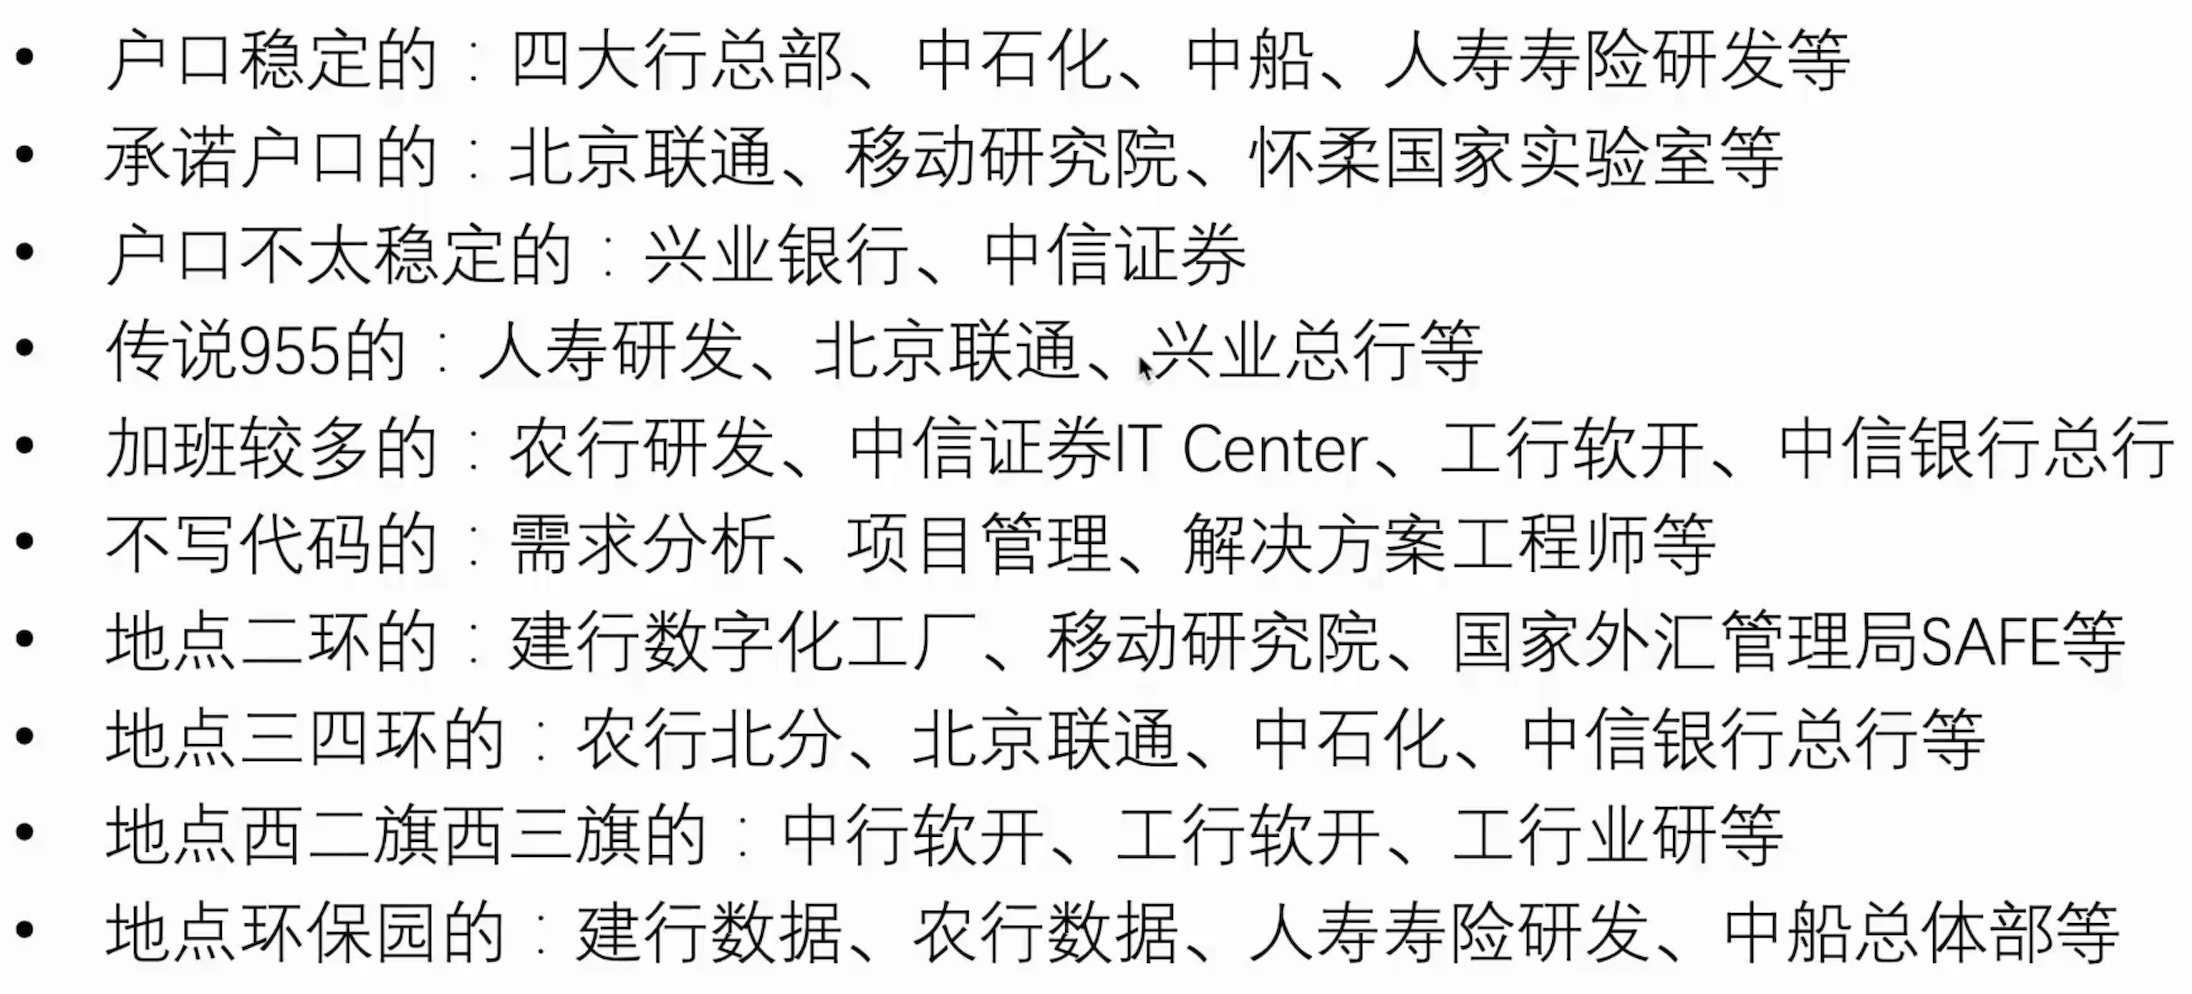 • 户口稳定的：四大行总部、中石化、中船、人寿寿险研发等
• 承诺户口的：北京联通、移动研究院、怀柔国家实验室等
• 户口不太稳定的：兴业银行、中信证券
• 传说955的：人寿研发、北京联通、兴业总行等
• 加班较多的：农行研发、中信证券IT Center、工行软开、中信银行总行
• 不写代码的：需求分析、项目管理、解决方案工程师等
• 地点二环的：建行数字化工厂、移动研究院、国家外汇管理局SAFE等
• 地点三四环的：农行北分、北京联通、中石化、中信银行总行等
• 地点西二旗西三旗的：中行软开、工行软开、工行业研等
• 地点环保园的：建行数据、农行数据、人寿寿险研发、中船总体部等